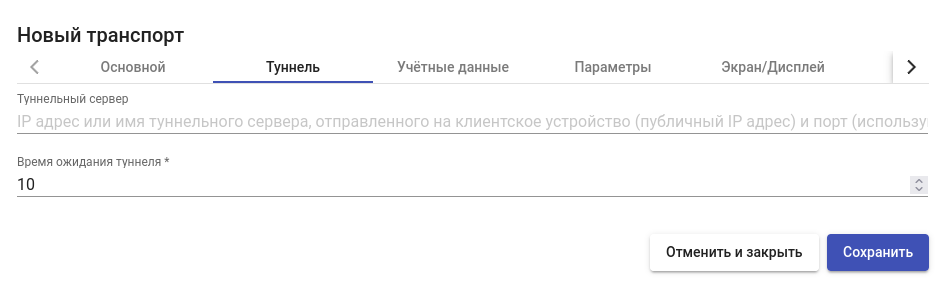 Новый транспорт
Основной Туннель Учётные данные Параметры Экран/Дисплей
Туннельный сервер
IP адрес или имя туннельного сервера, отправленного на клиентское устройство (публичный IP адрес) и порт (использу
Время ожидания туннеля *
10
Отменить и закрыть Сохранить